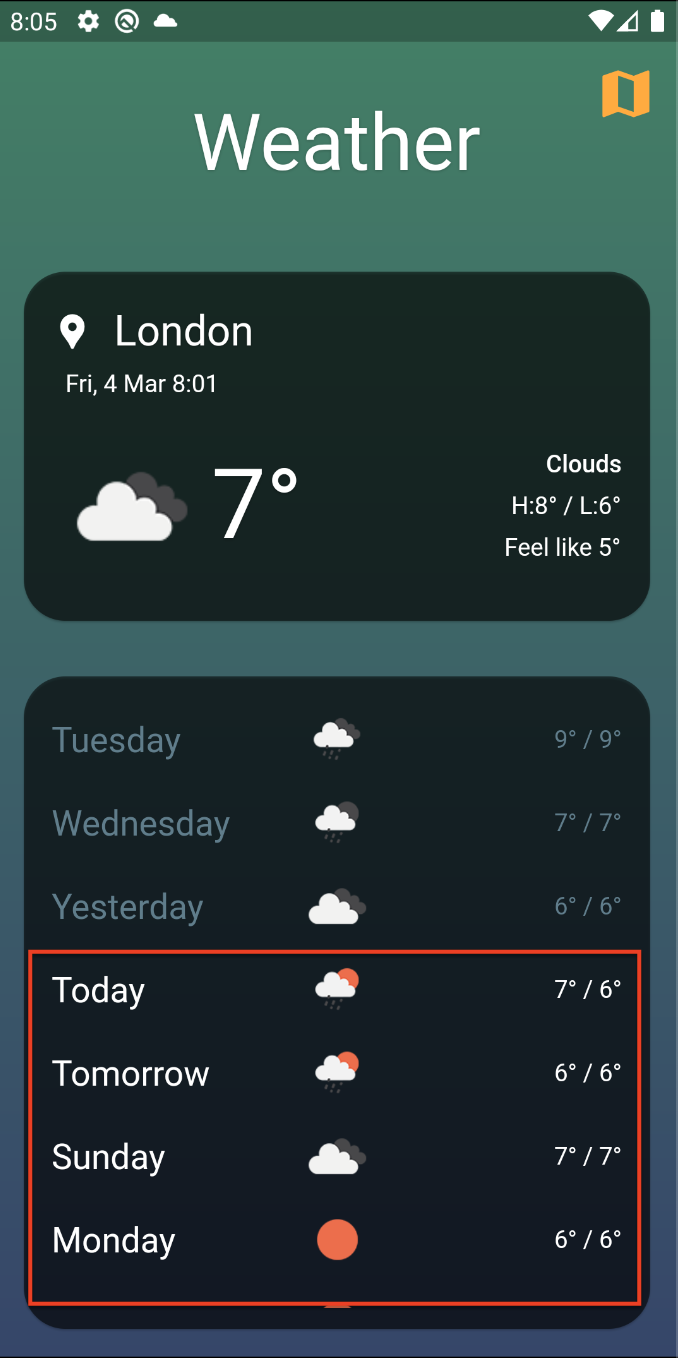 8:05
Weather
London
Fri, 4 Mar 8:01
7°
Clouds
H:8° / L:6°
Feel like 5°
Tuesday 9° / 9°
Wednesday 7° / 7°
Yesterday 6° / 6°
Today 7° / 6°
Tomorrow 6° / 6°
Sunday 7° / 7°
Monday 6° / 6°